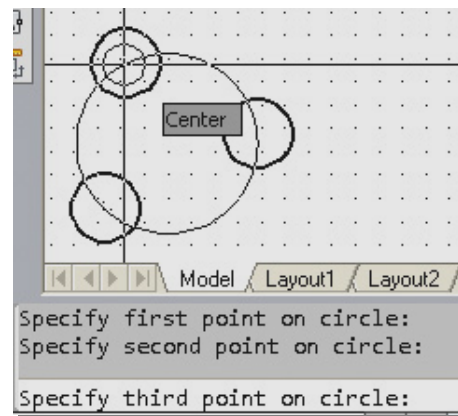 Center
Model Layout1 Layout2
Specify first point on circle:
Specify second point on circle:
Specify third point on circle: